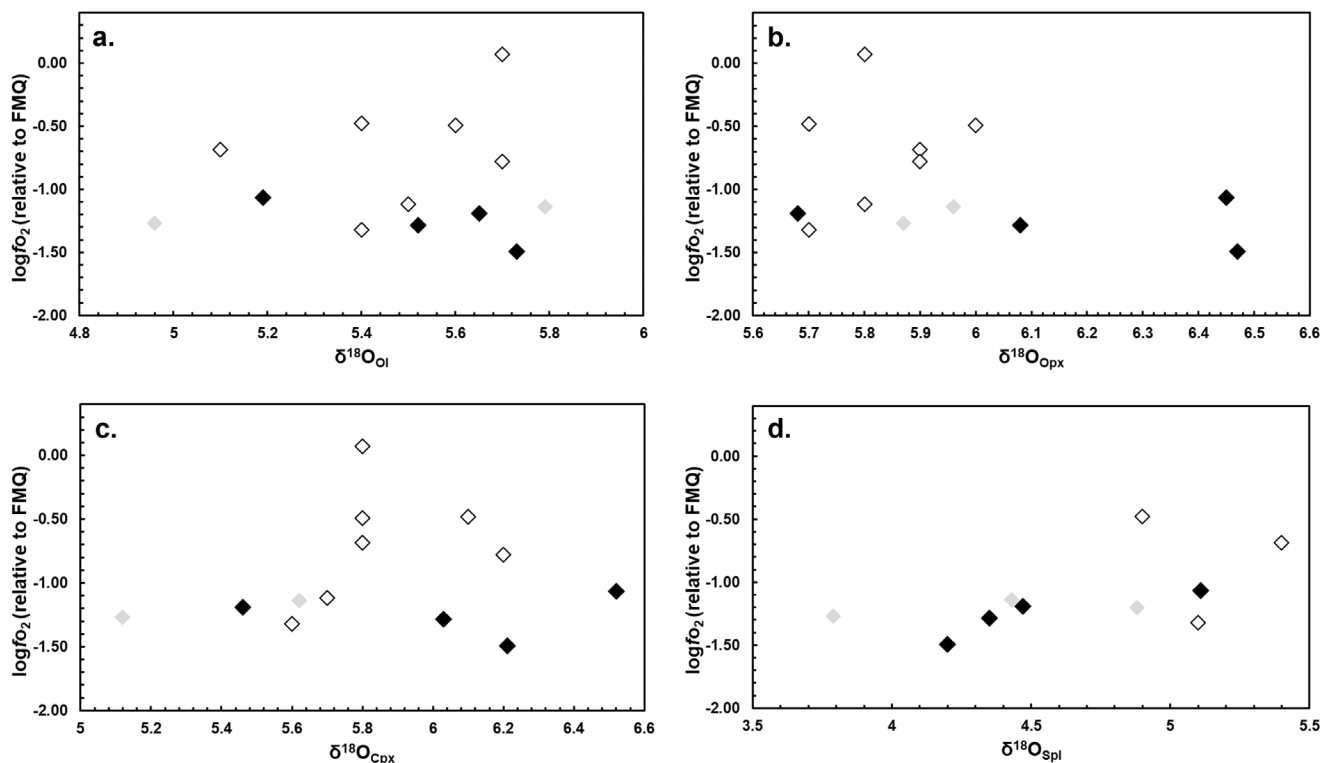 a.
logfo₂ (relative to FMQ)
0.00
-0.50
-1.00
-1.50
-2.00
4.8 5 5.2 5.4 5.6 5.8 6
δ¹⁸O_Ol
b.
logfo₂ (relative to FMQ)
0.00
-0.50
-1.00
-1.50
-2.00
5.6 5.7 5.8 5.9 6 6.1 6.2 6.3 6.4 6.5 6.6
δ¹⁸O_Opx
c.
logfo₂ (relative to FMQ)
0.00
-0.50
-1.00
-1.50
-2.00
5 5.2 5.4 5.6 5.8 6 6.2 6.4 6.6
δ¹⁸O_Cpx
d.
logfo₂ (relative to FMQ)
0.00
-0.50
-1.00
-1.50
-2.00
3.5 4 4.5 5 5.5
δ¹⁸O_Spl